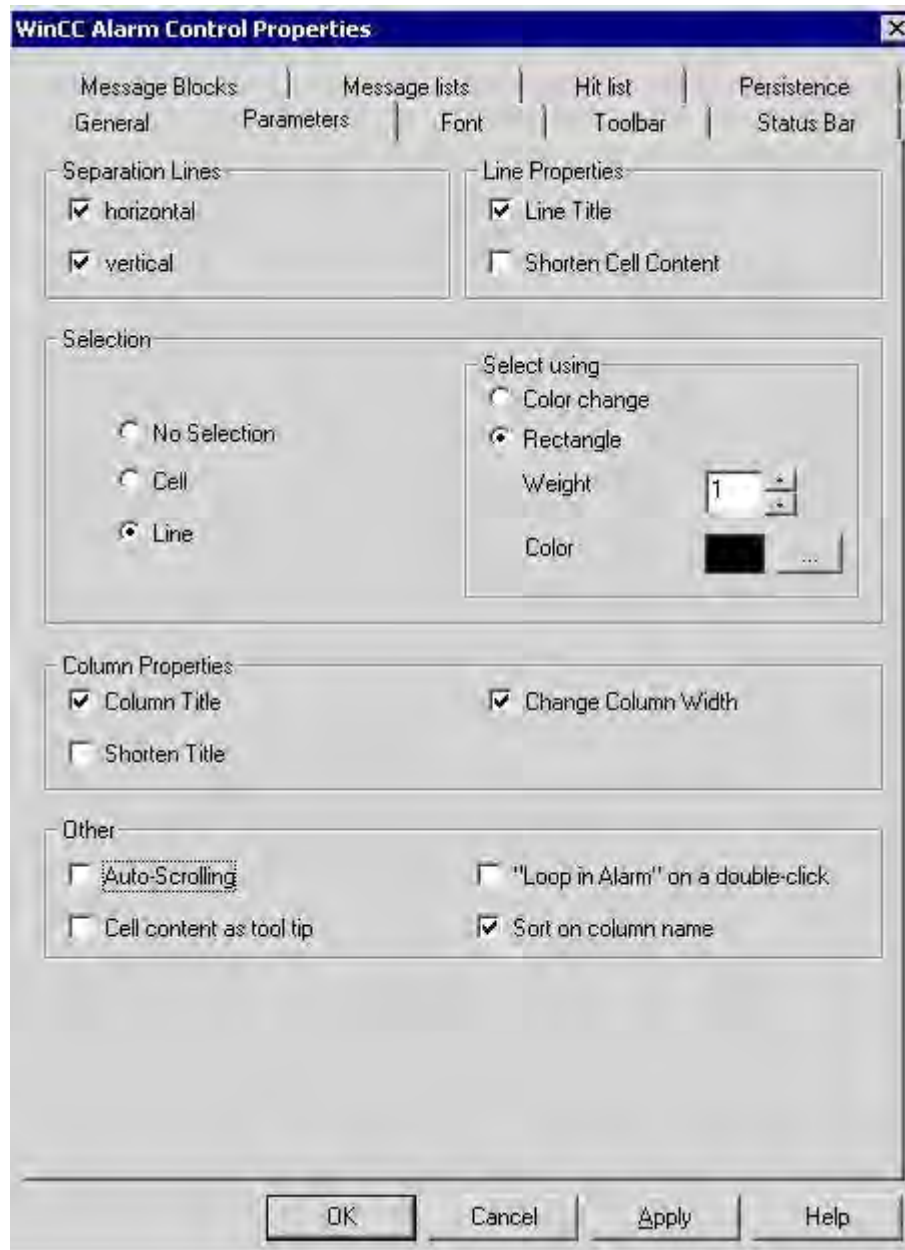 WinCC Alarm Control Properties
Message Blocks Message lists Hit list Persistence
General Parameters Font Toolbar Status Bar
Separation Lines
horizontal
vertical
Line Properties
Line Title
Shorten Cell Content
Selection
No Selection
Cell
Line
Select using
Color change
Rectangle
Weight 1
Color ...
Column Properties
Column Title
Change Column Width
Shorten Title
Other
Auto-Scrolling
"Loop in Alarm" on a double-click
Cell content as tool tip
Sort on column name
OK Cancel Apply Help